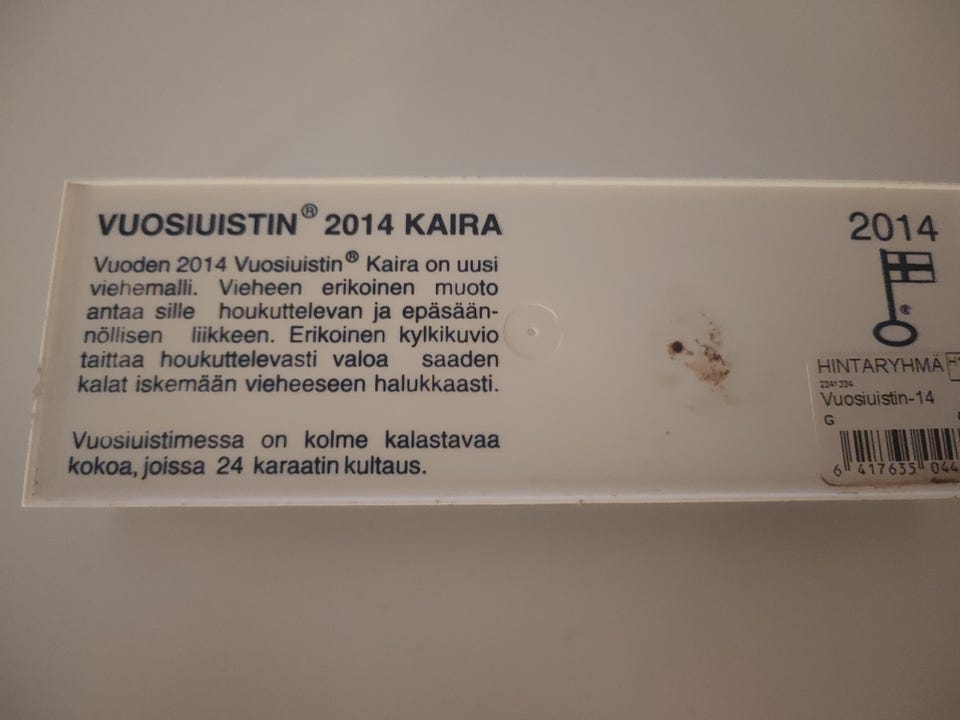 VUOSIUISTIN® 2014 KAIRA
Vuoden 2014 Vuosiuistin® Kaira on uusi
viehemalli. Vieheen erikoinen muoto
antaa sille houkuttelevan ja epäsään-
nöllisen liikkeen. Erikoinen kylkikuvio
taittaa houkuttelevasti valoa saaden
kalat iskemään vieheeseen halukkaasti.
Vuosiuistimessa on kolme kalastavaa
kokoa, joissa 24 karaatin kultaus.
2014
®
HINTARYHMÄ
2341334
Vuosiuistin-14
G
6 417635 044